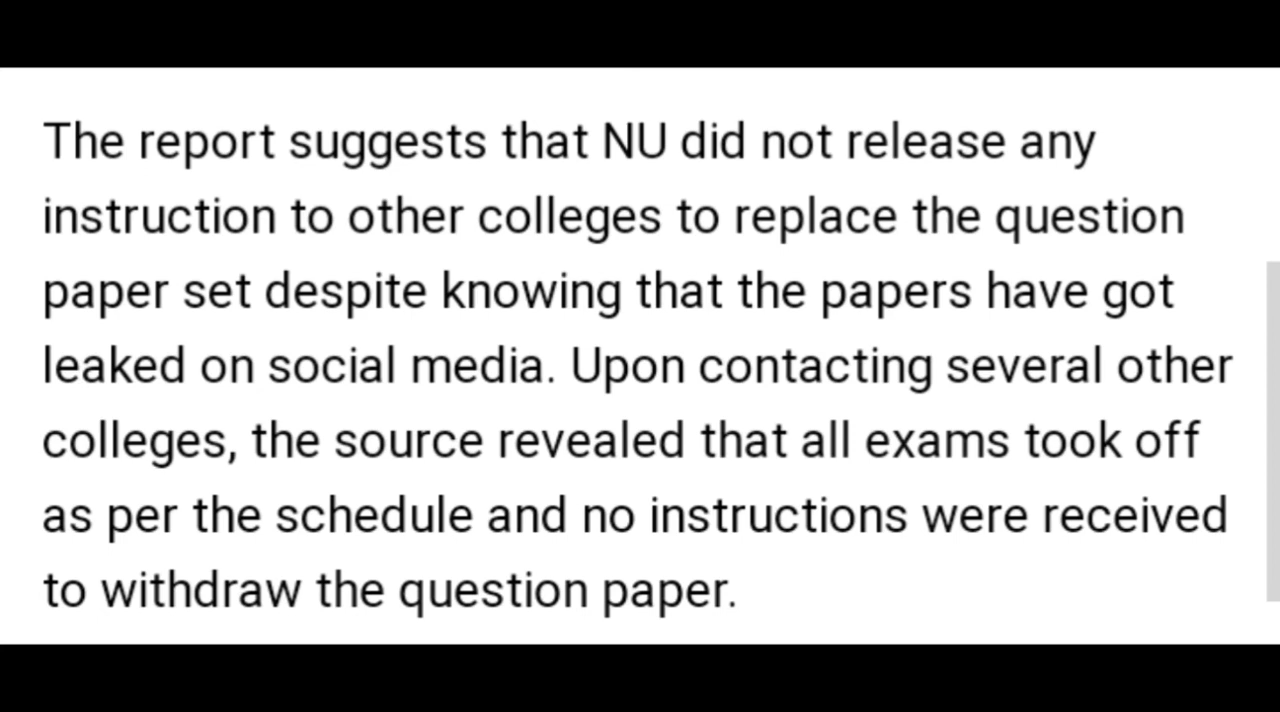 The report suggests that NU did not release any
instruction to other colleges to replace the question
paper set despite knowing that the papers have got
leaked on social media. Upon contacting several other
colleges, the source revealed that all exams took off
as per the schedule and no instructions were received
to withdraw the question paper.